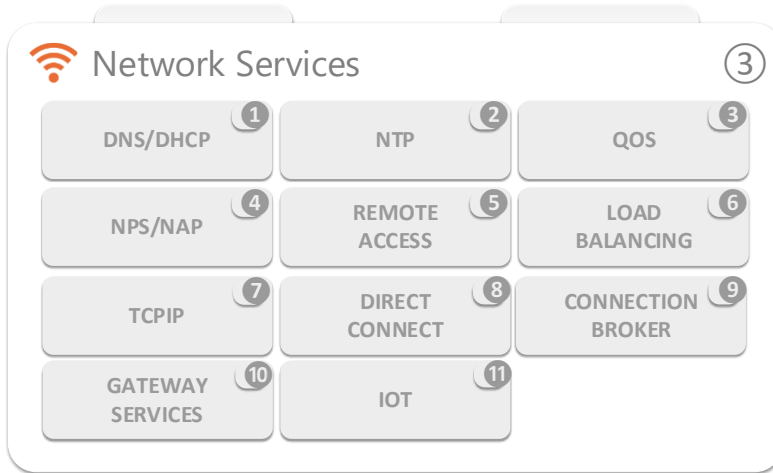 Network Services
③
DNS/DHCP
1
NTP
2
QOS
3
NPS/NAP
4
REMOTE
ACCESS
5
LOAD
BALANCING
6
TCPIP
7
DIRECT
CONNECT
8
CONNECTION
BROKER
9
GATEWAY
SERVICES
10
IOT
11